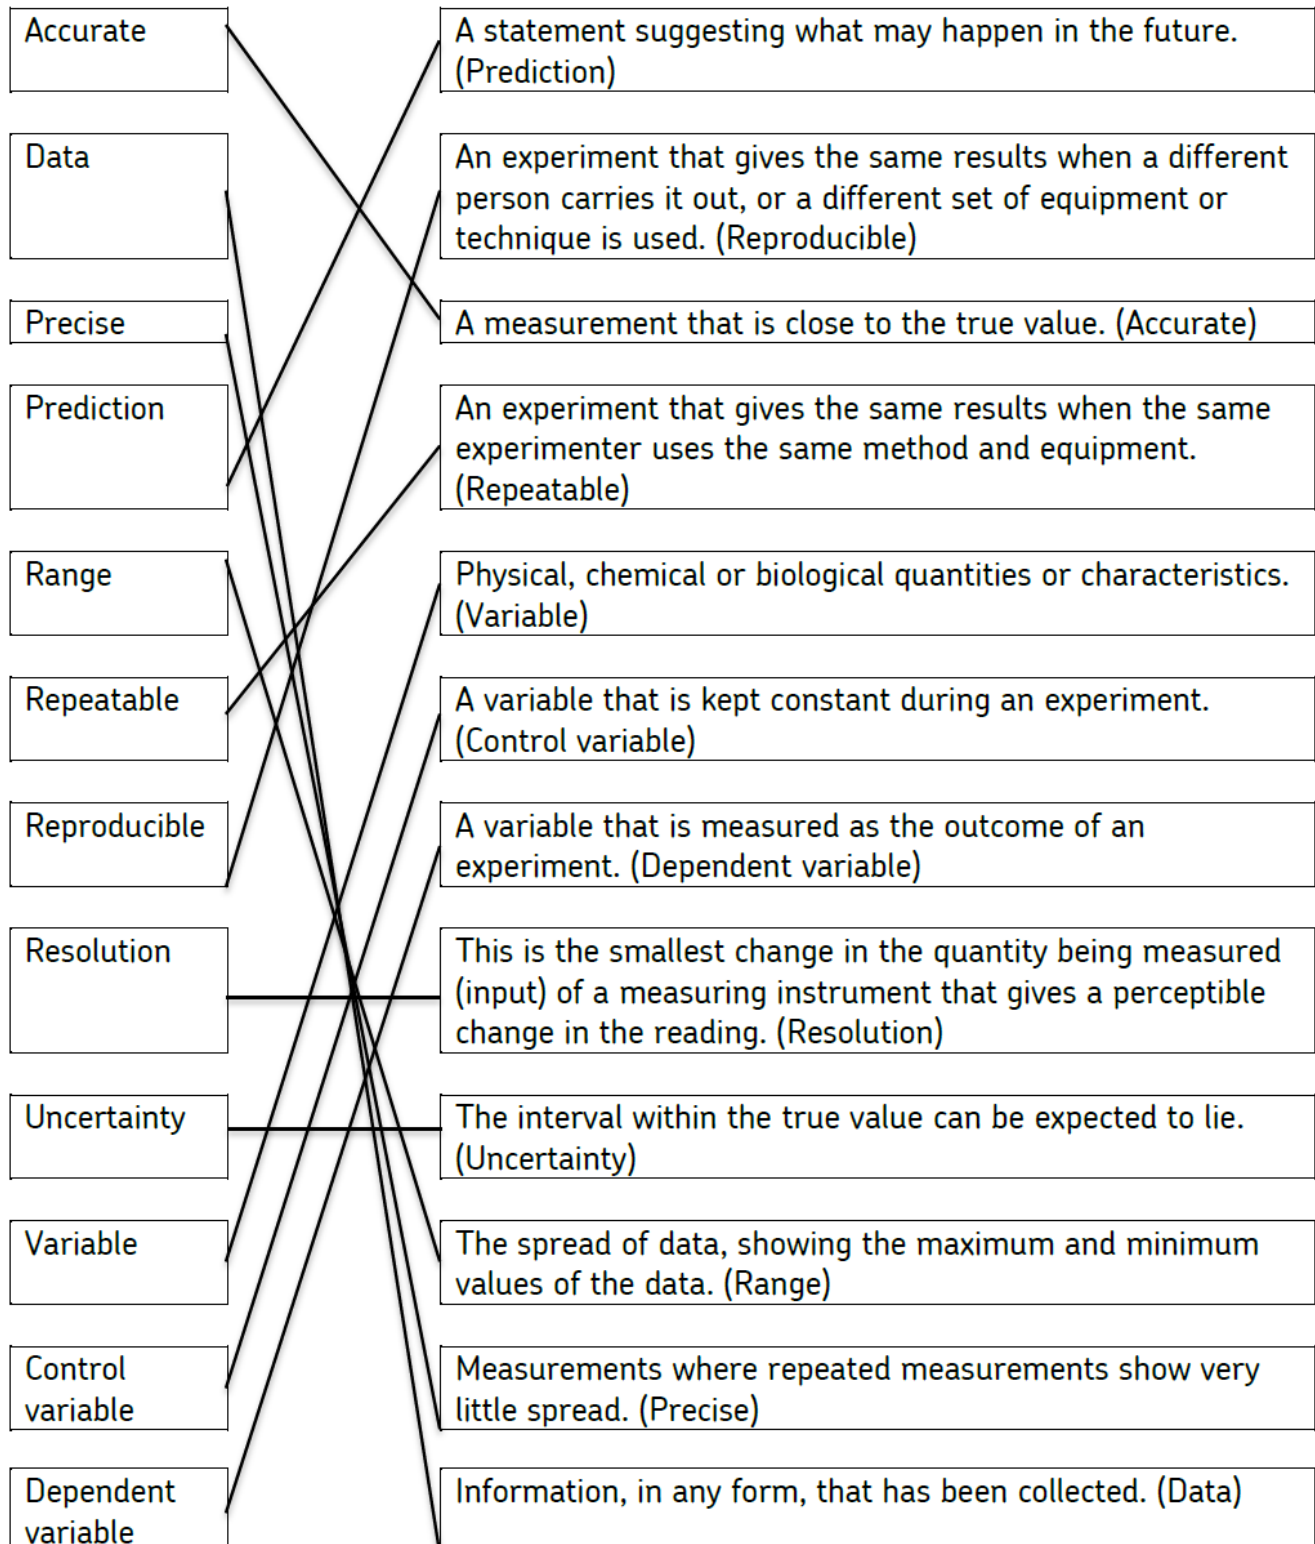 Accurate
A statement suggesting what may happen in the future.
(Prediction)
Data
An experiment that gives the same results when a different
person carries it out, or a different set of equipment or
technique is used. (Reproducible)
Precise
A measurement that is close to the true value. (Accurate)
Prediction
An experiment that gives the same results when the same
experimenter uses the same method and equipment.
(Repeatable)
Range
Physical, chemical or biological quantities or characteristics.
(Variable)
Repeatable
A variable that is kept constant during an experiment.
(Control variable)
Reproducible
A variable that is measured as the outcome of an
experiment. (Dependent variable)
Resolution
This is the smallest change in the quantity being measured
(input) of a measuring instrument that gives a perceptible
change in the reading. (Resolution)
Uncertainty
The interval within the true value can be expected to lie.
(Uncertainty)
Variable
The spread of data, showing the maximum and minimum
values of the data. (Range)
Control
variable
Measurements where repeated measurements show very
little spread. (Precise)
Dependent
variable
Information, in any form, that has been collected. (Data)